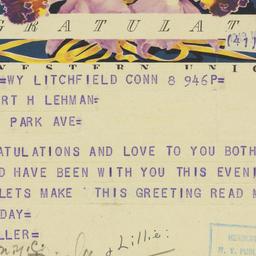 GRATULAT
(41)
WESTERN UNIO
=WY LITCHFIELD CONN 8 946P=
RT H LEHMAN=
PARK AVE=
ATULATIONS AND LOVE TO YOU BOTH
D HAVE BEEN WITH YOU THIS EVENI
LETS MAKE THIS GREETING READ M
DAY=
LLER=
& Lillie: